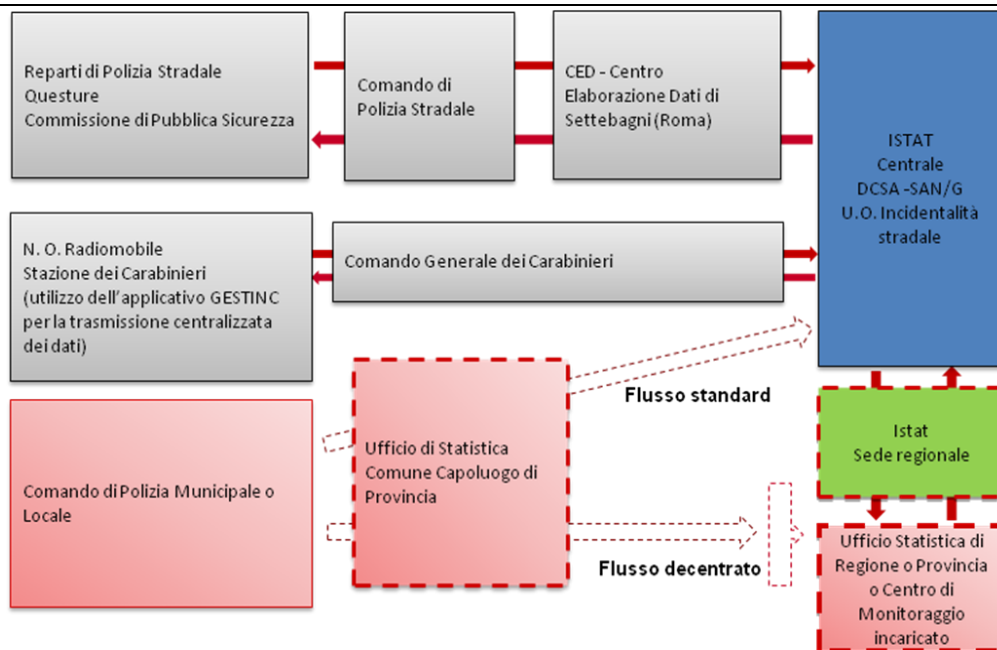 Reparti di Polizia Stradale
Questure
Commissione di Pubblica Sicurezza
Comando di
Polizia Stradale
CED - Centro
Elaborazione Dati di
Settebagni (Roma)
ISTAT
Centrale
DCSA -SAN/G
U.O. Incidentalità
stradale
N. O. Radiomobile
Stazione dei Carabinieri
(utilizzo dell'applicativo GESTINC
per la trasmissione centralizzata
dei dati)
Comando Generale dei Carabinieri
Flusso standard
Ufficio di Statistica
Comune Capoluogo di
Provincia
Istat
Sede regionale
Comando di Polizia Municipale o
Locale
Flusso decentrato
Ufficio Statistica di
Regione o Provincia
o Centro di
Monitoraggio
incaricato